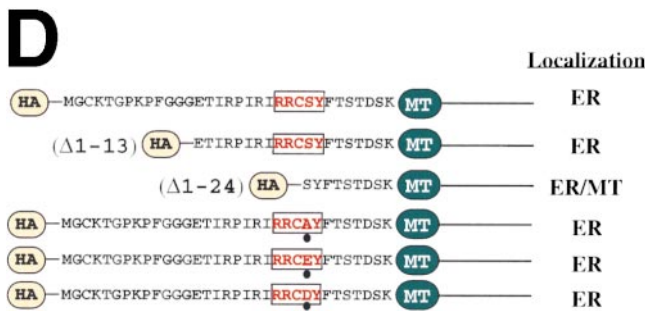 D
Localization
HA MGCKTGPKPFGGGETIRPIRIRRCSYFTSTDSK MT ER
(Δ1-13) HA ETIRPIRIRRCSYFTSTDSK MT ER
(Δ1-24) HA SYFTSTDSK MT ER/MT
HA MGCKTGPKPFGGGETIRPIRIRRCAYFTSTDSK MT ER
HA MGCKTGPKPFGGGETIRPIRIRRCEYFTSTDSK MT ER
HA MGCKTGPKPFGGGETIRPIRIRRCDYFTSTDSK MT ER